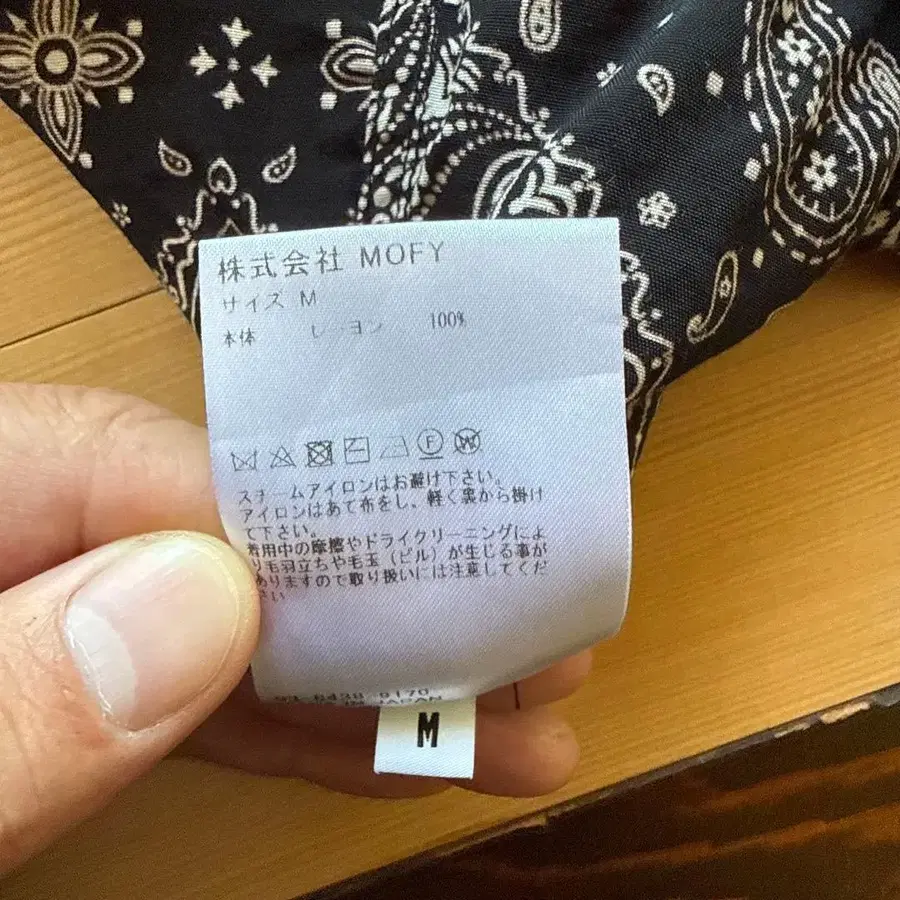 株式会社 MOFY
サイズ M
本体 レーヨン 100%
F W
スチームアイロンはお避け下さい。
アイロンはあて布をし、軽く裏から掛け
て下さい。
着用中の摩擦やドライクリーニングによ
り毛羽立ちや毛玉（ピル）が生じる事が
ありますので取り扱いには注意してくだ
さい
6438 9170
IN JAPAN
M